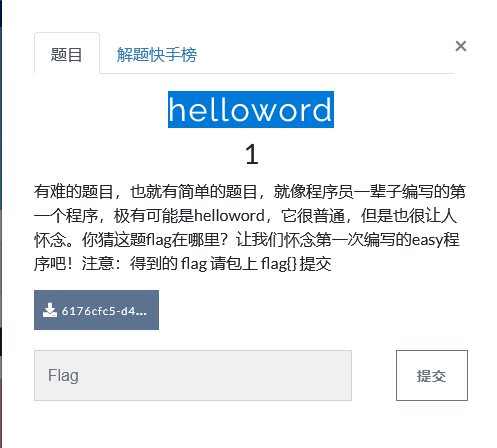 题目 解题快手榜 ×
helloword
1
有难的题目，也就有简单的题目，就像程序员一辈子编写的第
一个程序，极有可能是helloword，它很普通，但是也很让人
怀念。你猜这题flag在哪里？让我们怀念第一次编写的easy程
序吧！注意：得到的 flag 请包上 flag{} 提交
6176cfc5-d4...
Flag 提交